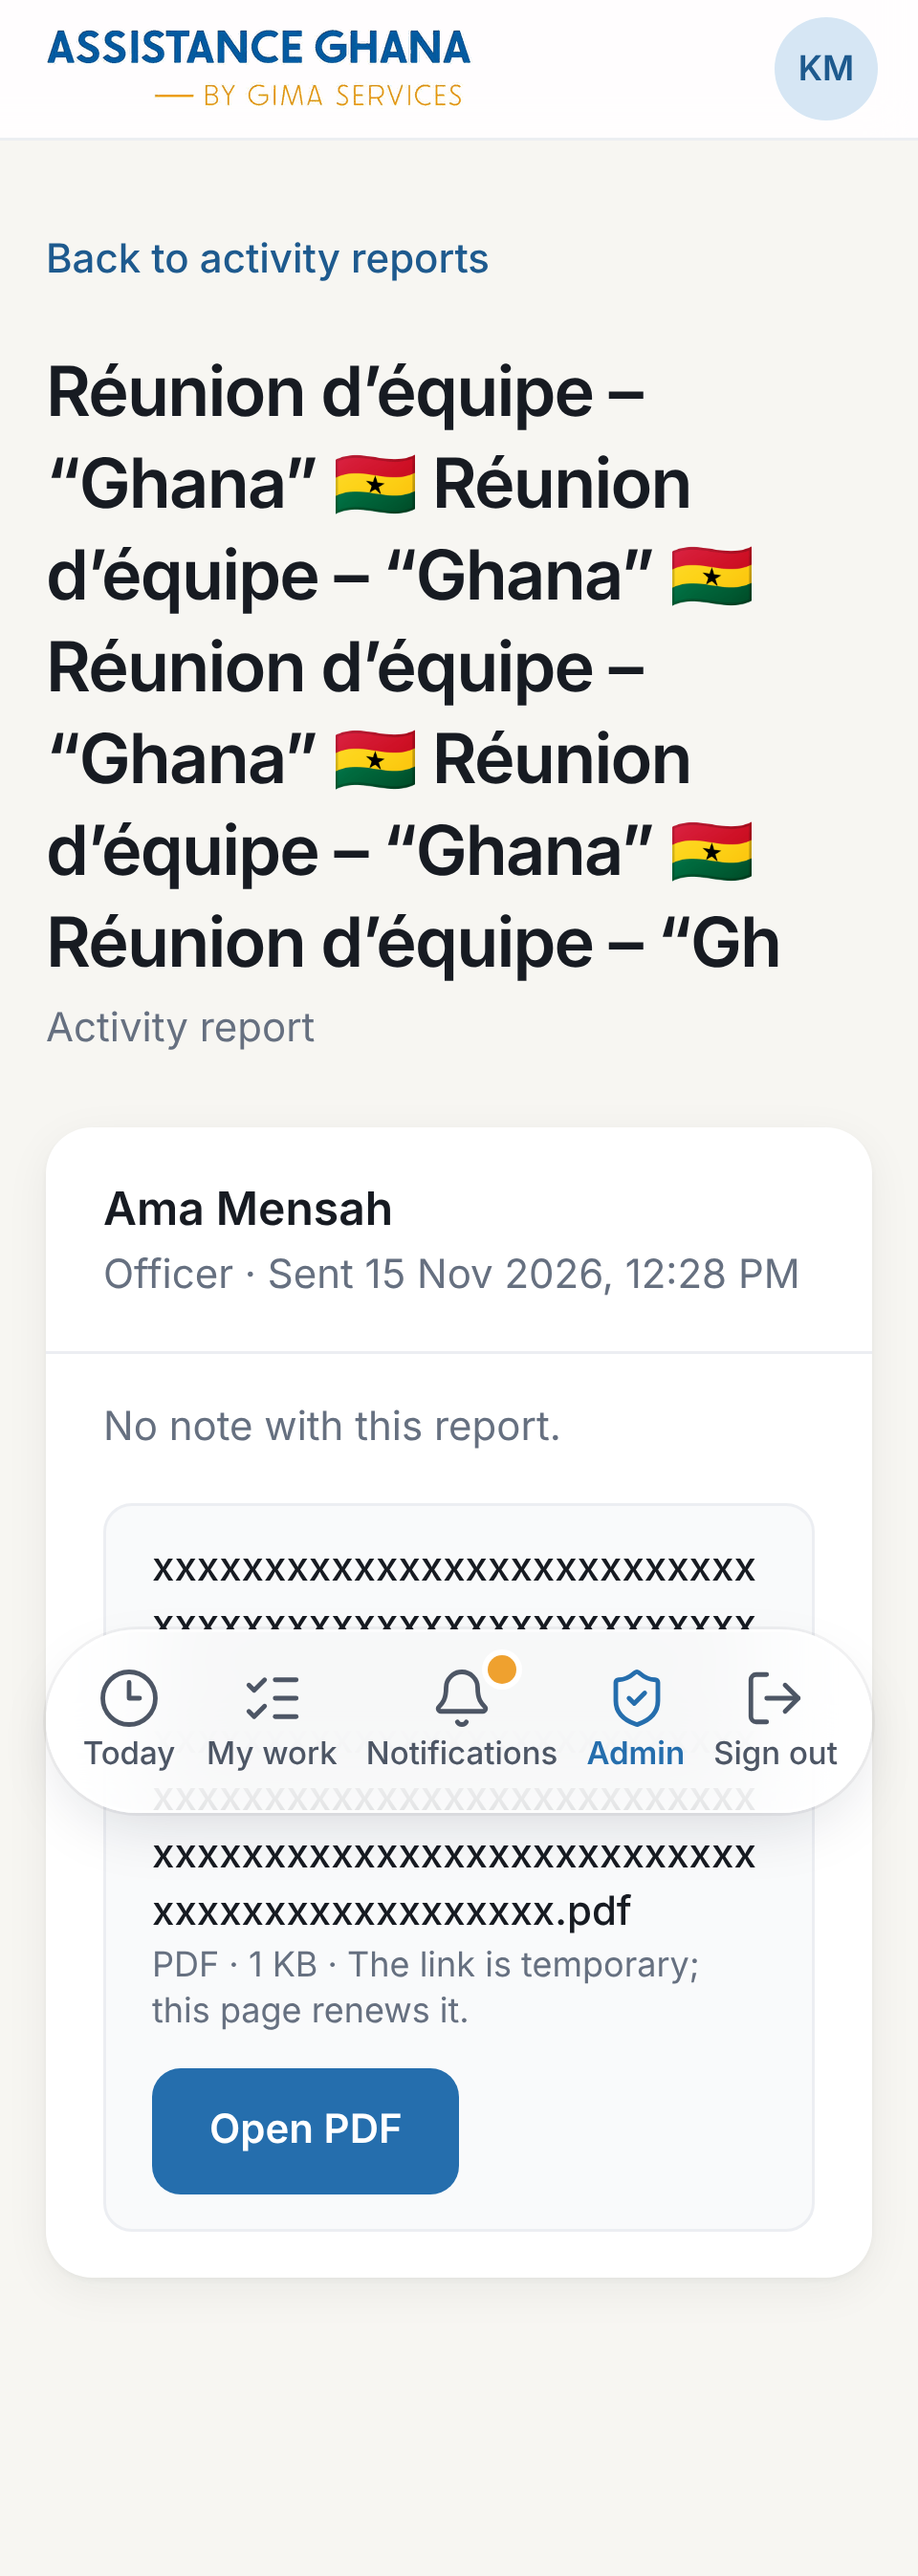 ASSISTANCE GHANA
— BY GIMA SERVICES
KM
Back to activity reports
Réunion d’équipe –
“Ghana” 🇬🇭 Réunion
d’équipe – “Ghana” 🇬🇭
Réunion d’équipe –
“Ghana” 🇬🇭 Réunion
d’équipe – “Ghana” 🇬🇭
Réunion d’équipe – “Gh
Activity report
Ama Mensah
Officer · Sent 15 Nov 2026, 12:28 PM
No note with this report.
xxxxxxxxxxxxxxxxxxxxxxxxxxx
xxxxxxxxxxxxxxxxxxxxxxxxxxx
Today My work Notifications Admin Sign out
xxxxxxxxxxxxxxxxxxxxxxxxxxx
xxxxxxxxxxxxxxxxxxxxxxxxxxx
xxxxxxxxxxxxxxxxxx.pdf
PDF · 1 KB · The link is temporary;
this page renews it.
Open PDF